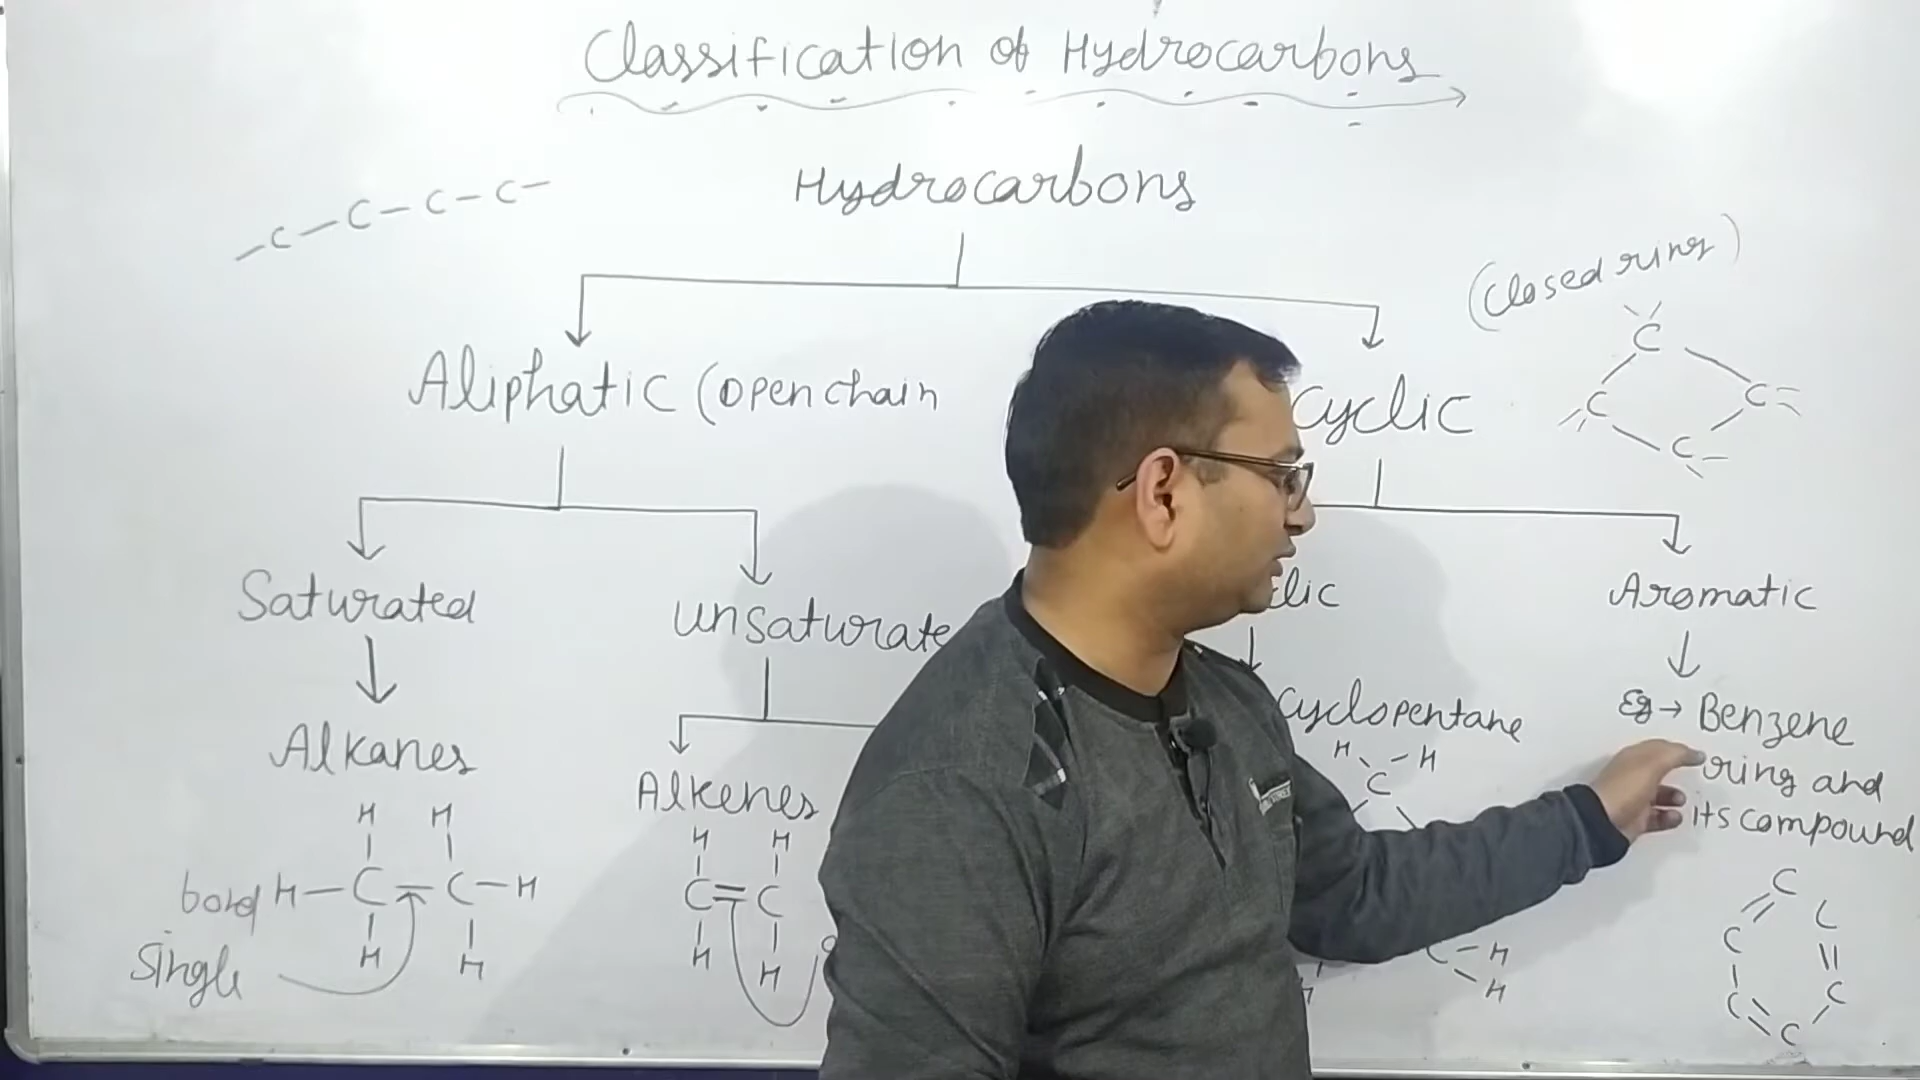 Classification of Hydrocarbons
Hydrocarbons
- C - C - C - C -
(closed ring)
C
C C
C
Aliphatic (open chain
cyclic
Saturated
unsaturate
lic
Aromatic
Alkanes
Alkenes
cyclopentane
Eg → Benzene
ring and
its compound
H H
bond H - C - C - H
H H
single
H H
C = C
H H
H - C - H
C - H
H
H
C
C C
C C
C